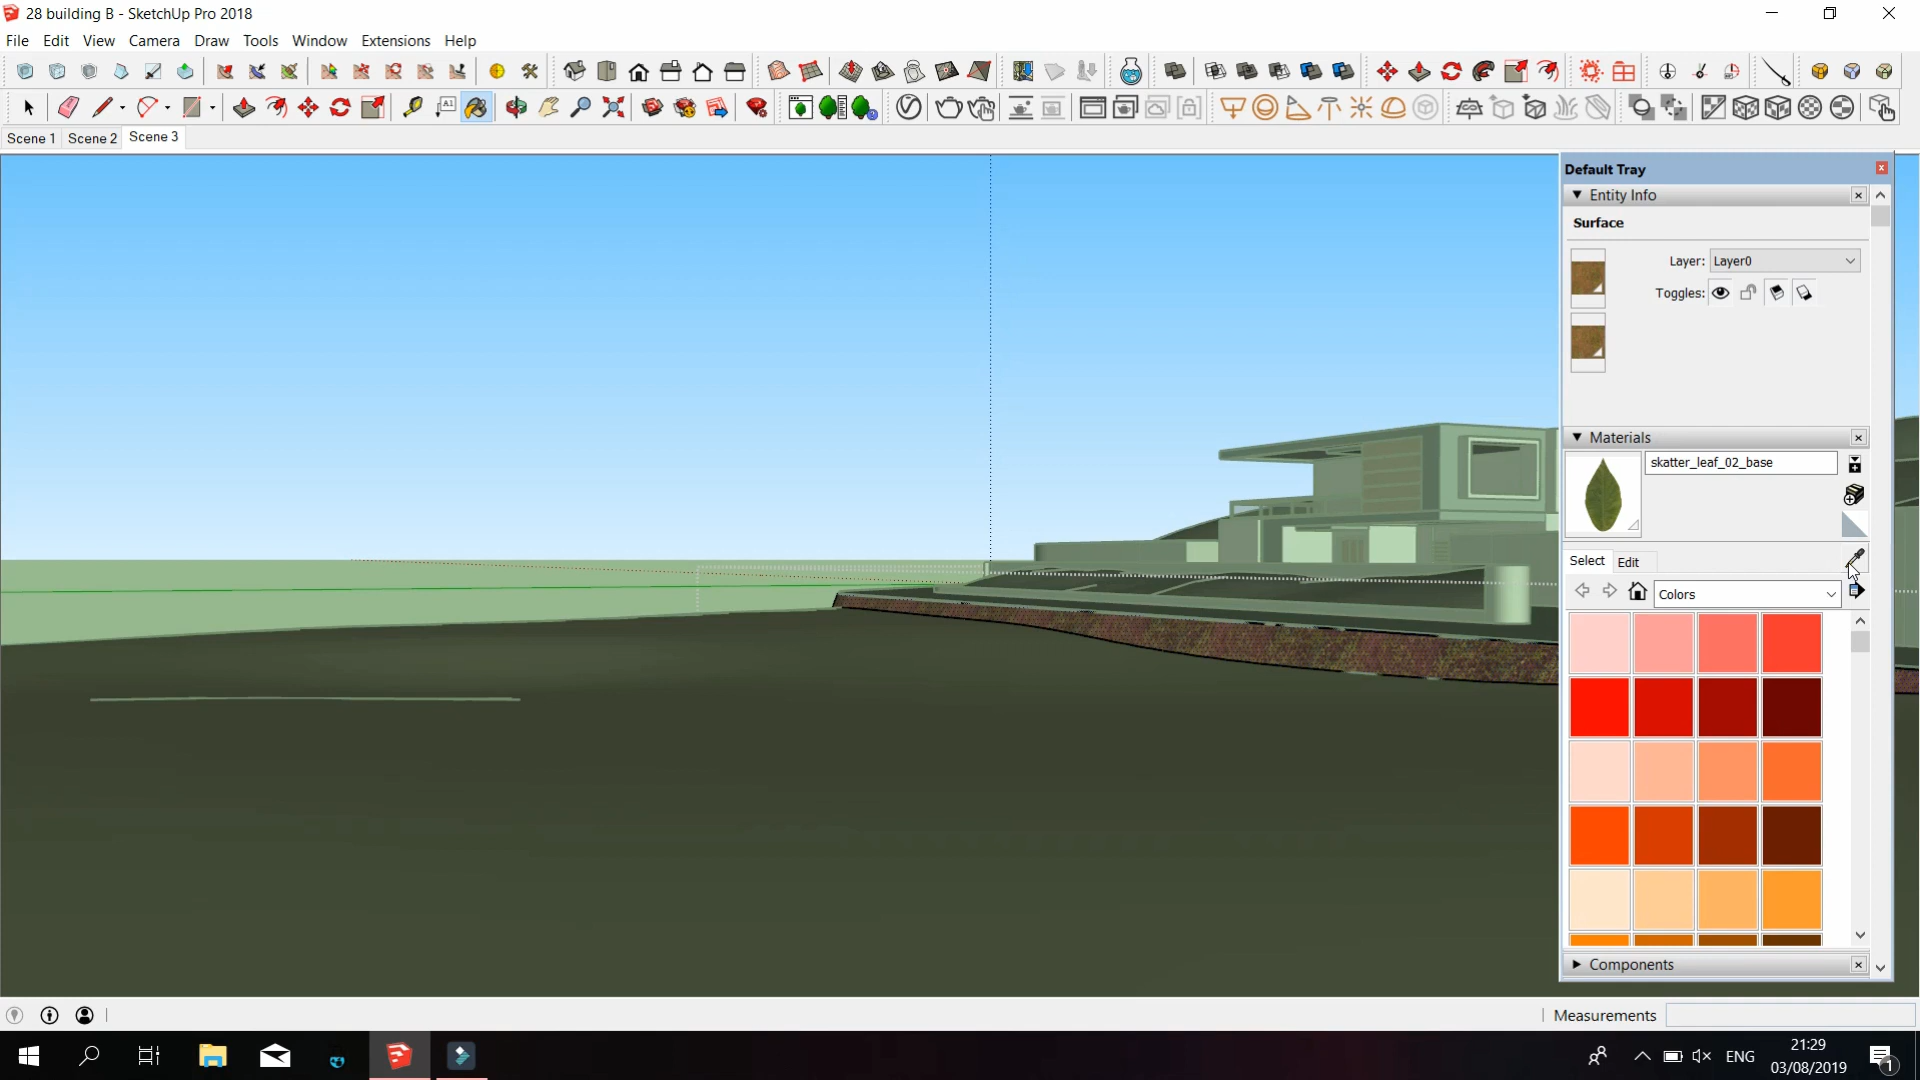 28 building B - SketchUp Pro 2018
File Edit View Camera Draw Tools Window Extensions Help
A1
Scene 1 Scene 2 Scene 3
Default Tray
Entity Info
Surface
Layer: Layer0
Toggles:
Materials
skatter_leaf_02_base
Select Edit
Colors
Components
Measurements
ENG
21:29
03/08/2019
1